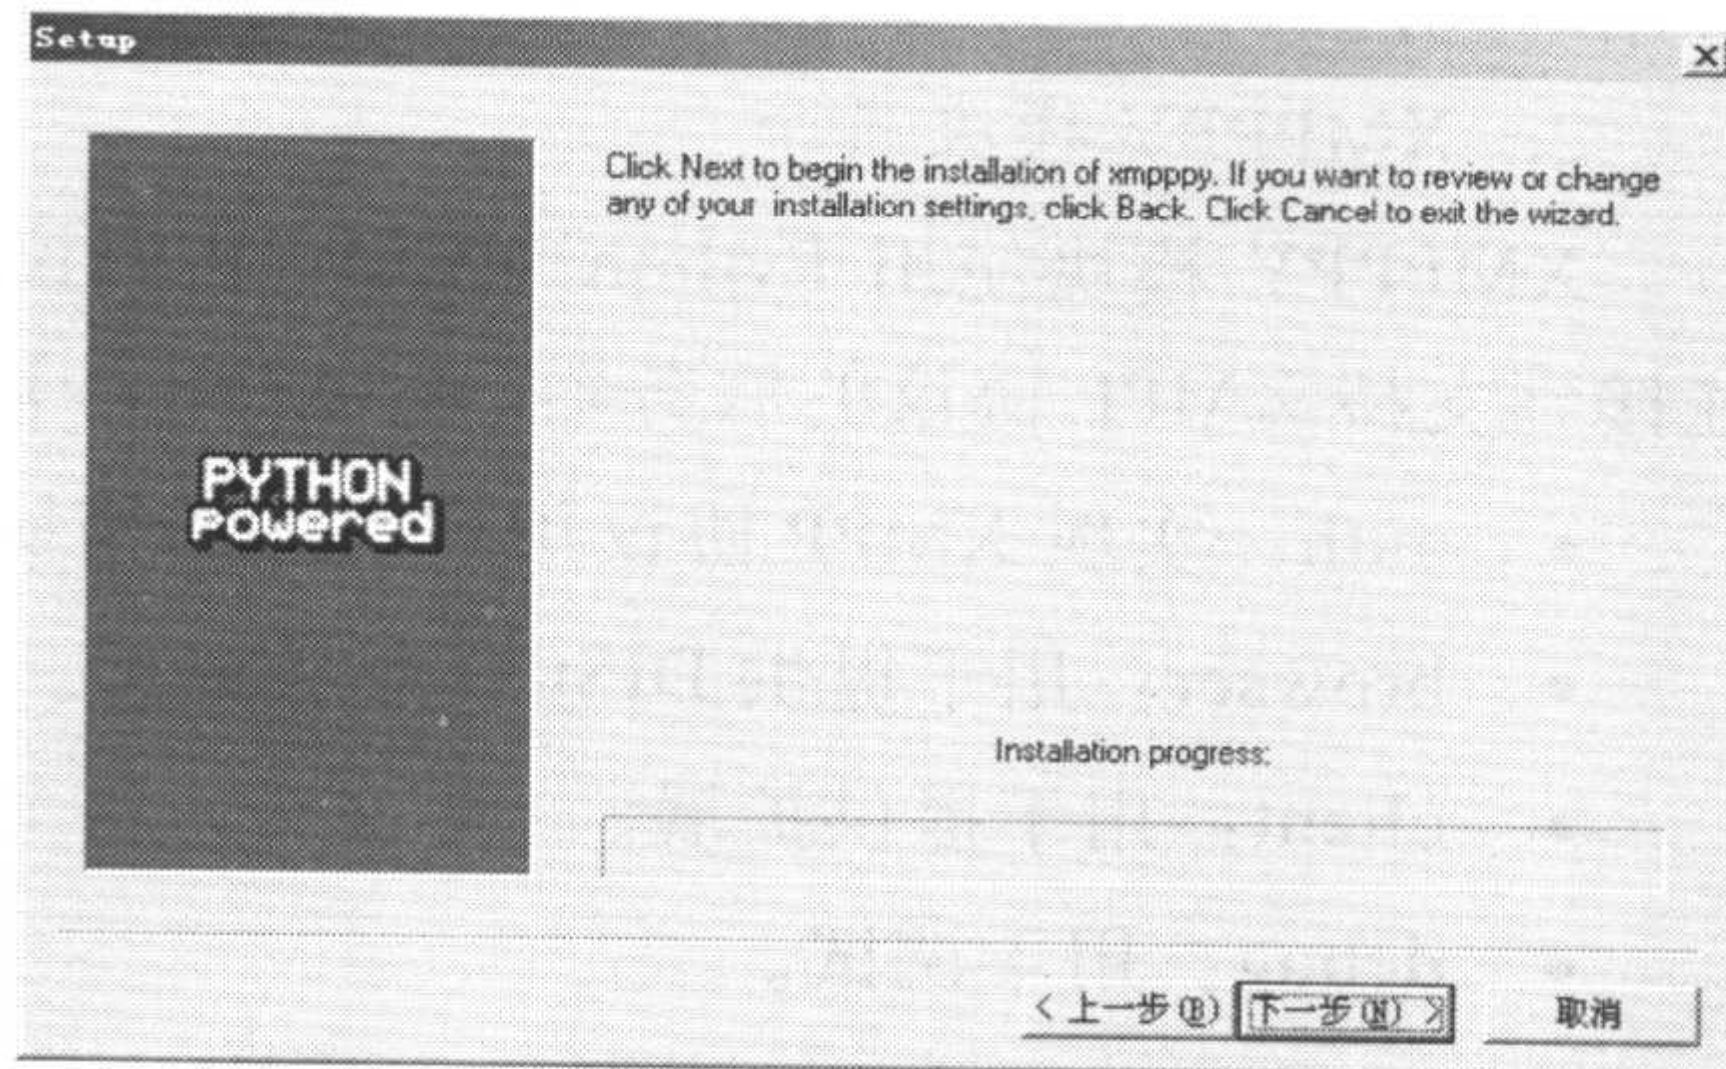 Setup
Click Next to begin the installation of xmpppy. If you want to review or change
any of your  installation settings, click Back. Click Cancel to exit the wizard.
PYTHON
powered
Installation progress:
< 上一步(B) 下一步(N) > 取消